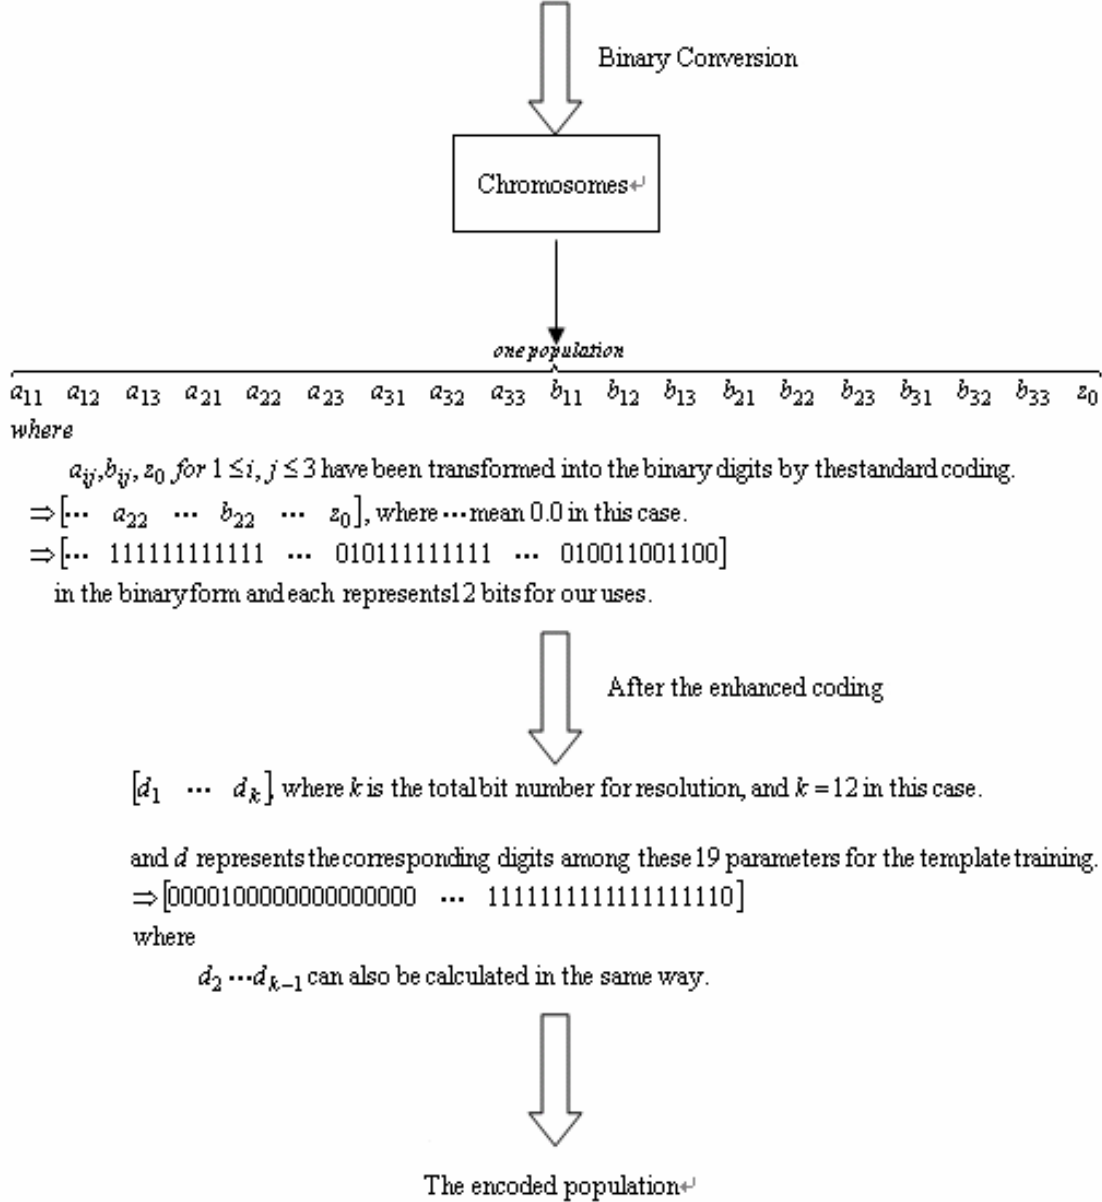 Binary Conversion
Chromosomes↵
one population
a₁₁ a₁₂ a₁₃ a₂₁ a₂₂ a₂₃ a₃₁ a₃₂ a₃₃ b₁₁ b₁₂ b₁₃ b₂₁ b₂₂ b₂₃ b₃₁ b₃₂ b₃₃ z₀
where
a_ij, b_ij, z₀ for 1 ≤ i, j ≤ 3 have been transformed into the binary digits by thestandard coding.
⇒[⋯ a₂₂ ⋯ b₂₂ ⋯ z₀], where ⋯ mean 0.0 in this case.
⇒[⋯ 111111111111 ⋯ 010111111111 ⋯ 010011001100]
in the binary form and each represents12 bits for our uses.
After the enhanced coding
[d₁ ⋯ d_k], where k is the total bit number for resolution, and k = 12 in this case.
and d represents the corresponding digits among these 19 parameters for the template training.
⇒[0000100000000000000 ⋯ 1111111111111111110]
where
d₂ ⋯ d_{k−1} can also be calculated in the same way.
The encoded population↵